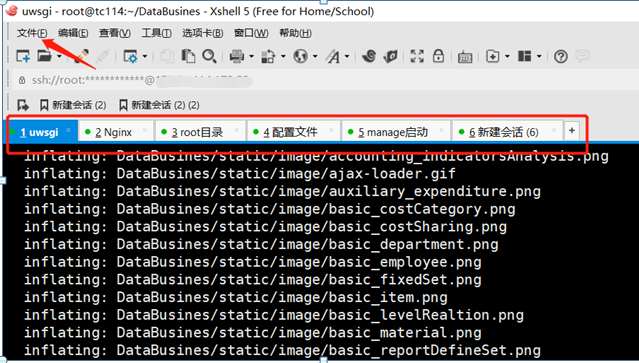 uwsgi - root@tc114:~/DataBusines - Xshell 5 (Free for Home/School)
文件(F) 编辑(E) 查看(V) 工具(T) 选项卡(B) 窗口(W) 帮助(H)
ssh://root:************@
新建会话 (2) 新建会话 (2)
1 uwsgi × 2 Nginx × 3 root目录 × 4 配置文件 × 5 manage启动 × 6 新建会话 (6) × +
inflating: DataBusines/static/image/accounting_indicatorsAnalysis.png
inflating: DataBusines/static/image/ajax-loader.gif
inflating: DataBusines/static/image/auxiliary_expenditure.png
inflating: DataBusines/static/image/basic_costCategory.png
inflating: DataBusines/static/image/basic_costSharing.png
inflating: DataBusines/static/image/basic_department.png
inflating: DataBusines/static/image/basic_employee.png
inflating: DataBusines/static/image/basic_fixedSet.png
inflating: DataBusines/static/image/basic_item.png
inflating: DataBusines/static/image/basic_levelRealtion.png
inflating: DataBusines/static/image/basic_material.png
inflating: DataBusines/static/image/basic_reportDefineSet.png